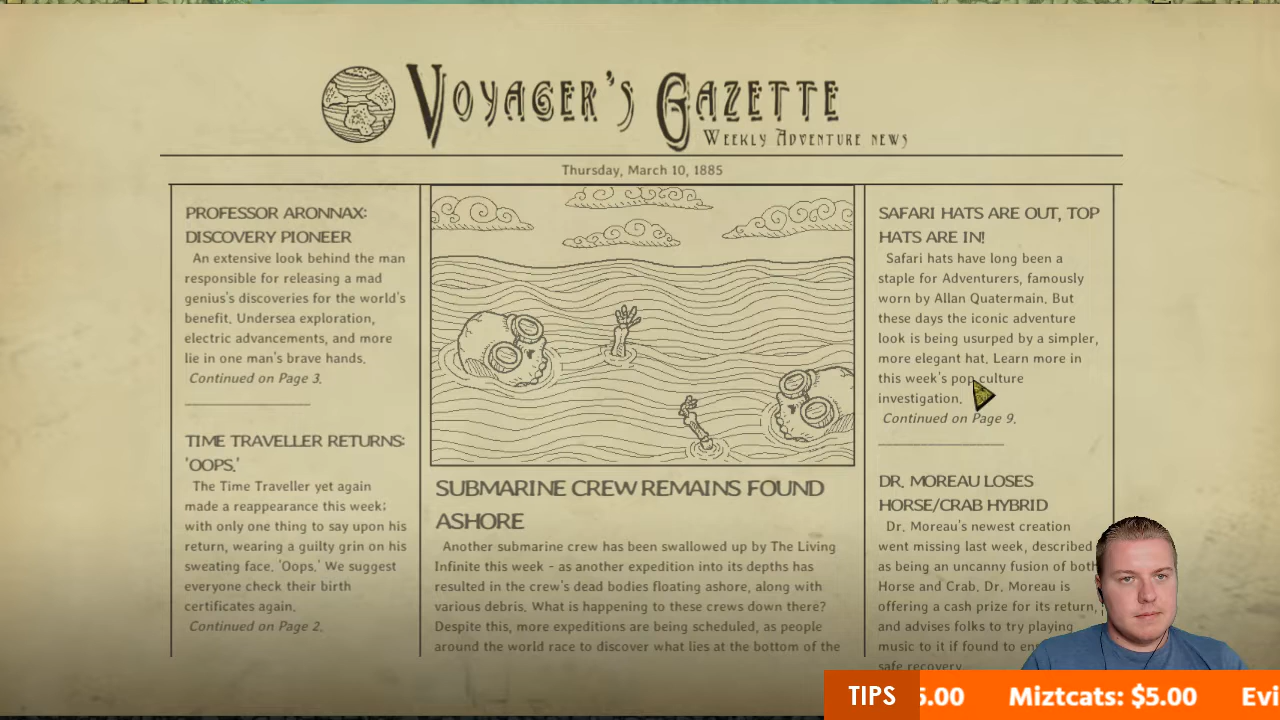 VOYAGER'S GAZETTE
WEEKLY ADVENTURE NEWS
Thursday, March 10, 1885
PROFESSOR ARONNAX:
DISCOVERY PIONEER
An extensive look behind the man
responsible for releasing a mad
genius's discoveries for the world's
benefit. Undersea exploration,
electric advancements, and more
lie in one man's brave hands.
Continued on Page 3.
TIME TRAVELLER RETURNS:
'OOPS.'
The Time Traveller yet again
made a reappearance this week;
with only one thing to say upon his
return, wearing a guilty grin on his
sweating face. 'Oops.' We suggest
everyone check their birth
certificates again.
Continued on Page 2.
SUBMARINE CREW REMAINS FOUND
ASHORE
Another submarine crew has been swallowed up by The Living
Infinite this week - as another expedition into its depths has
resulted in the crew's dead bodies floating ashore, along with
various debris. What is happening to these crews down there?
Despite this, more expeditions are being scheduled, as people
around the world race to discover what lies at the bottom of the
SAFARI HATS ARE OUT, TOP
HATS ARE IN!
Safari hats have long been a
staple for Adventurers, famously
worn by Allan Quatermain. But
these days the iconic adventure
look is being usurped by a simpler,
more elegant hat. Learn more in
this week's pop culture
investigation.
Continued on Page 9.
DR. MOREAU LOSES
HORSE/CRAB HYBRID
Dr. Moreau's newest creation
went missing last week, described
as being an uncanny fusion of both
Horse and Crab. Dr. Moreau is
offering a cash prize for its return,
and advises folks to try playing
music to it if found to
safe recovery.
TIPS 5.00 Miztcats: $5.00 Evi